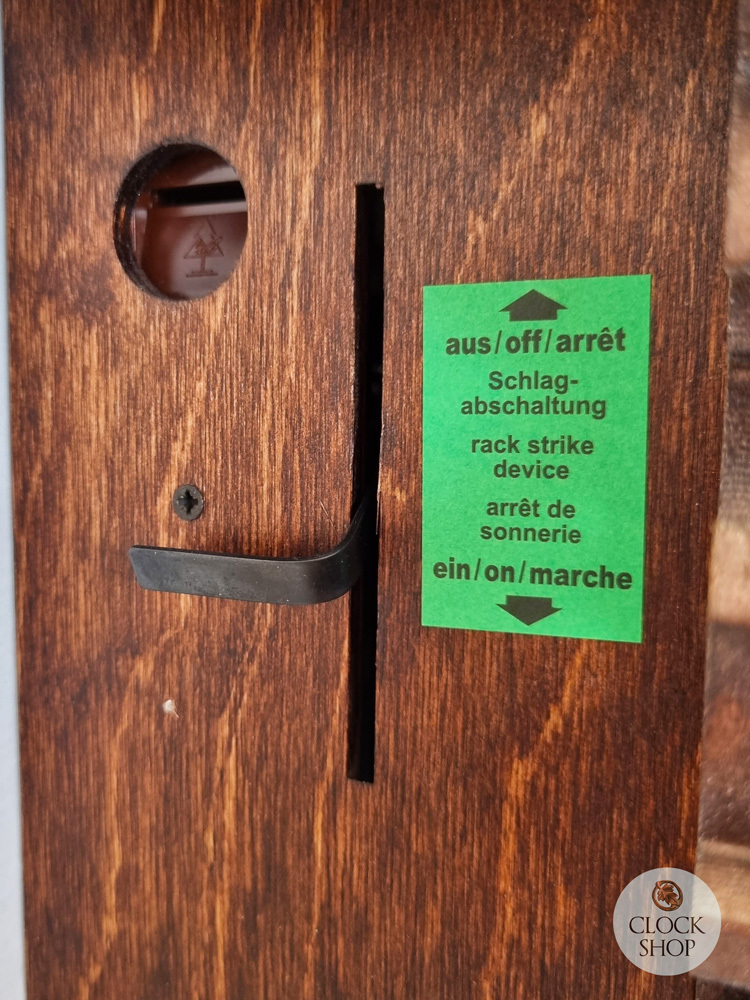 aus/off/arrêt
Schlag-
abschaltung
rack strike
device
arrêt de
sonnerie
ein/on/marche
CLOCK
SHOP